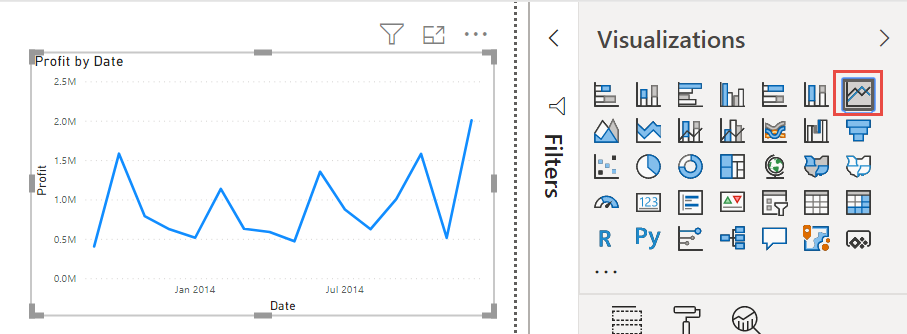 Profit by Date
2.5M
2.0M
1.5M
1.0M
0.5M
0.0M
Profit
Jan 2014
Jul 2014
Date
Filters
Visualizations
123
R
Py